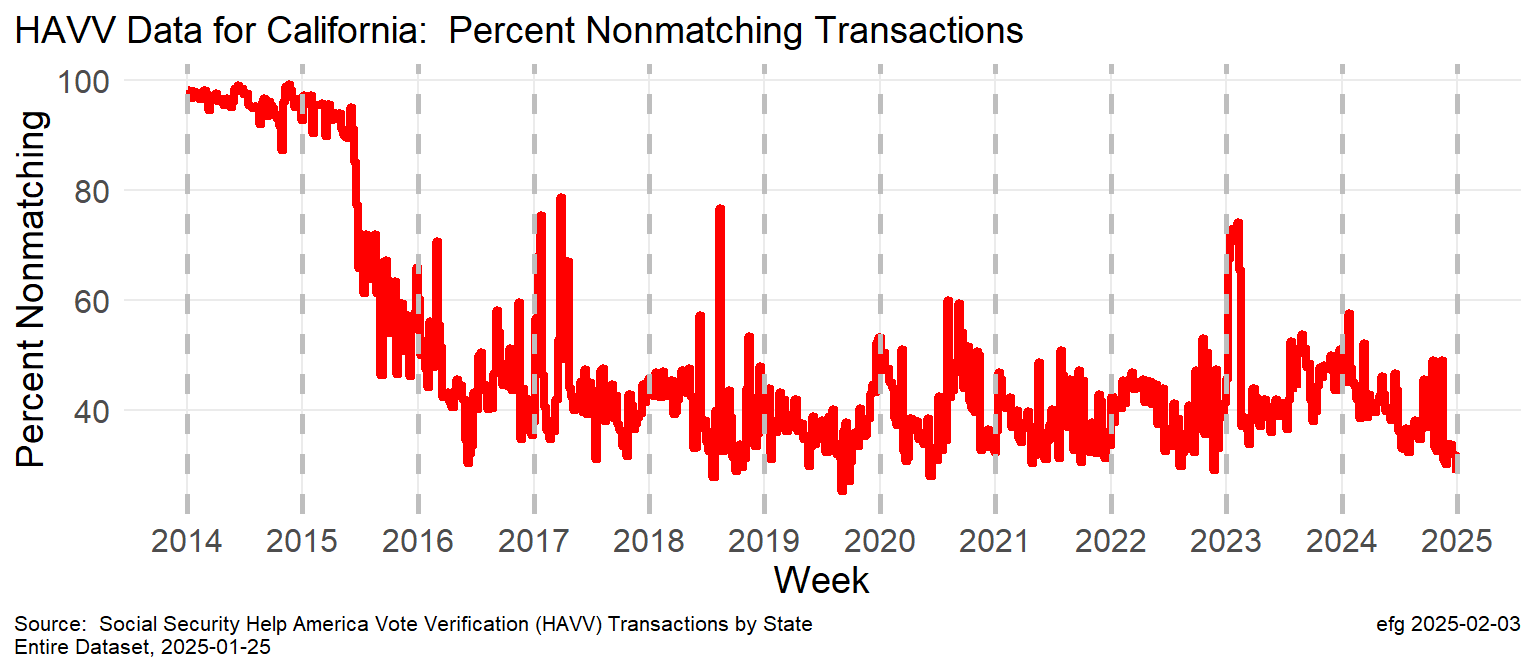 HAVV Data for California:  Percent Nonmatching Transactions
Percent Nonmatching
100
80
60
40
2014 2015 2016 2017 2018 2019 2020 2021 2022 2023 2024 2025
Week
Source:  Social Security Help America Vote Verification (HAVV) Transactions by State
Entire Dataset, 2025-01-25
efg 2025-02-03